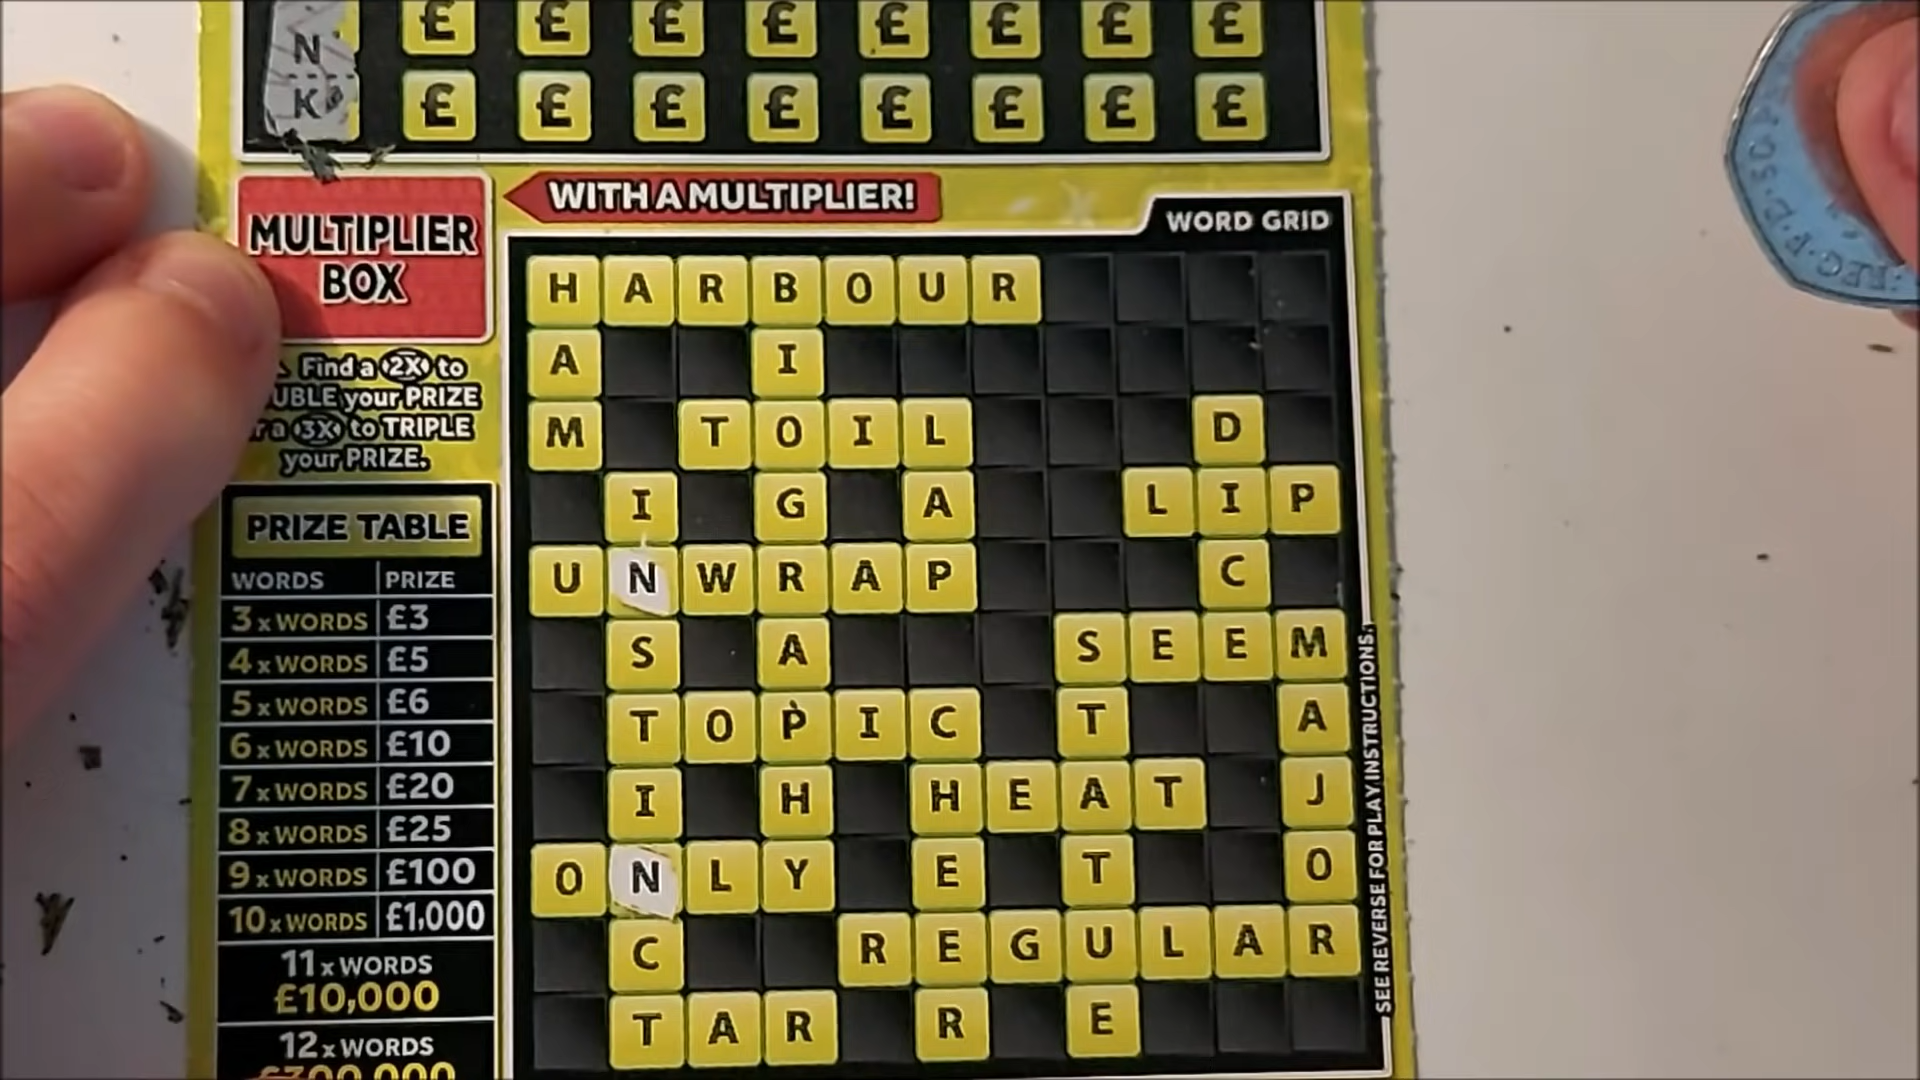 N £ £ £ £ £ £ £ £
K £ £ £ £ £ £ £ £
WITH A MULTIPLIER!
MULTIPLIER
BOX
Find a 2X to
UBLE your PRIZE
r a 3X to TRIPLE
your PRIZE.
PRIZE TABLE
WORDS PRIZE
3 x WORDS £3
4 x WORDS £5
5 x WORDS £6
6 x WORDS £10
7 x WORDS £20
8 x WORDS £25
9 x WORDS £100
10 x WORDS £1,000
11 x WORDS
£10,000
12 x WORDS
£300,000
WORD GRID
H A R B O U R
A I
M T O I L D
I G A L I P
U N W R A P C
S A S E E M
T O P I C T A
I H H E A T J
O N L Y E T O
C R E G U L A R
T A R R E
SEE REVERSE FOR PLAY INSTRUCTIONS.